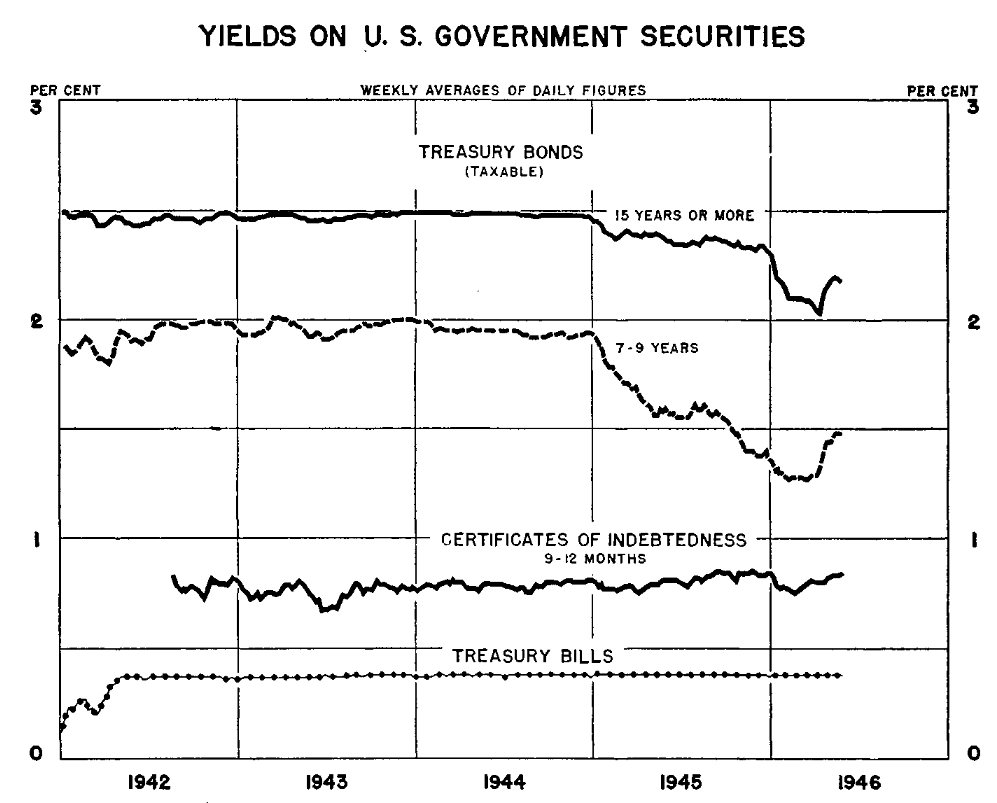 YIELDS ON U. S. GOVERNMENT SECURITIES
PER CENT WEEKLY AVERAGES OF DAILY FIGURES PER CENT
3 3
TREASURY BONDS
(TAXABLE)
15 YEARS OR MORE
2 2
7-9 YEARS
1 1
CERTIFICATES OF INDEBTEDNESS
9-12 MONTHS
TREASURY BILLS
0 0
1942 1943 1944 1945 1946